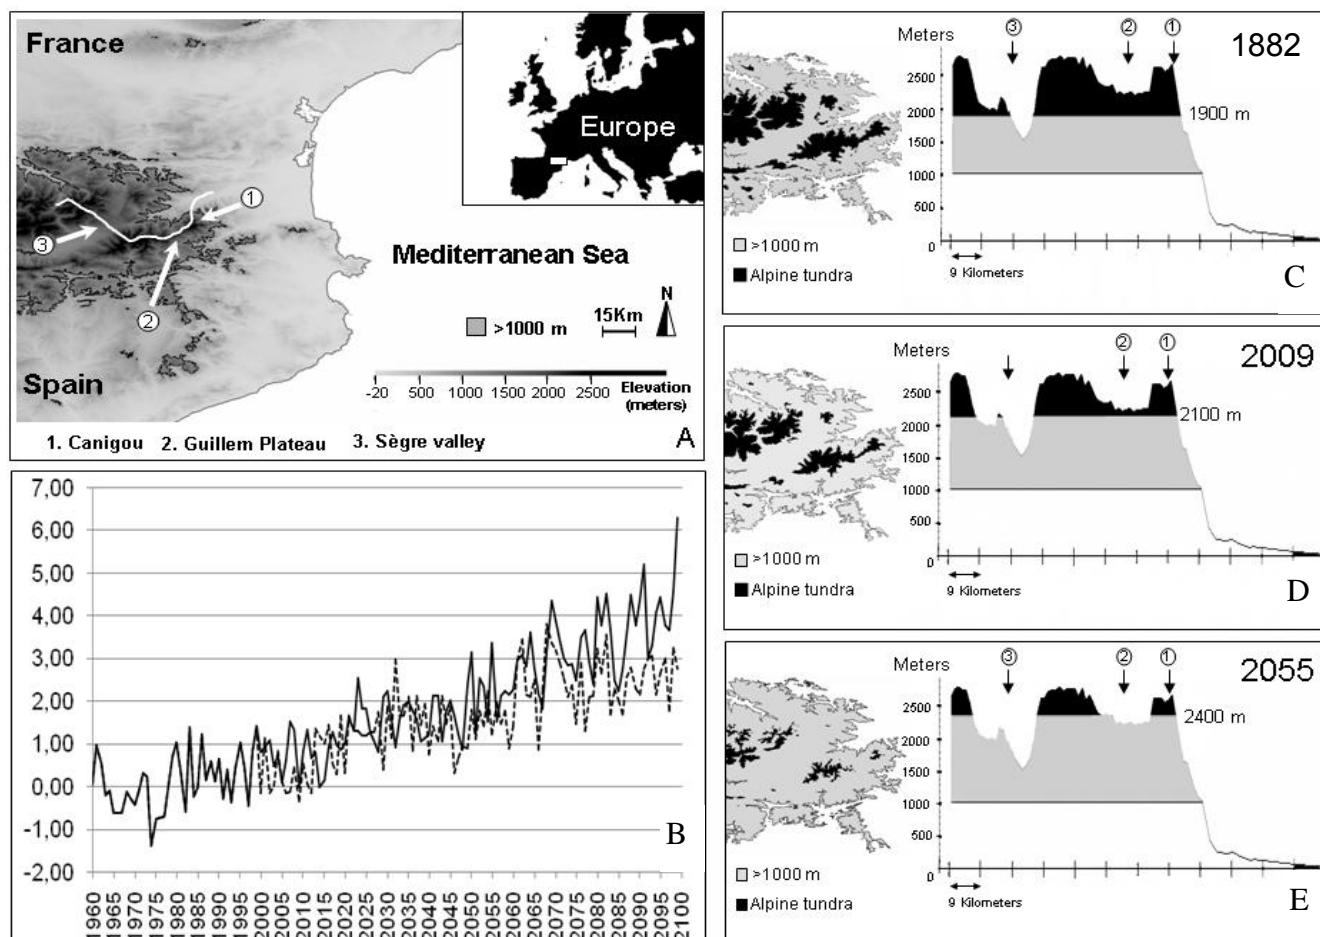 France
Europe
1
3
Mediterranean Sea
N
2
>1000 m
15Km
Spain
-20 500 1000 1500 2000 2500 Elevation
(meters)
1. Canigou 2. Guillem Plateau 3. Sègre valley
A
7,00
6,00
5,00
4,00
3,00
2,00
1,00
0,00
-1,00
-2,00
B
1960
1965
1970
1975
1980
1985
1990
1995
2000
2005
2010
2015
2020
2025
2030
2035
2040
2045
2050
2055
2060
2065
2070
2075
2080
2085
2090
2095
2100
3 2 1
Meters
1882
2500
2000
1900 m
1500
1000
500
0
>1000 m
Alpine tundra
9 Kilometers
C
2 1
Meters
2009
2500
2100 m
2000
1500
1000
500
0
>1000 m
Alpine tundra
9 Kilometers
D
3 2 1
Meters
2055
2500
2400 m
2000
1500
1000
500
0
>1000 m
Alpine tundra
9 Kilometers
E